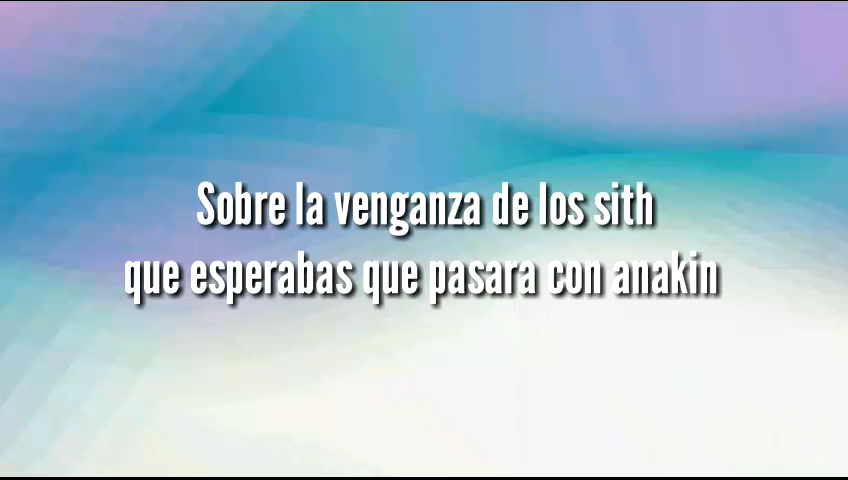 Sobre la venganza de los sith
que esperabas que pasara con anakin